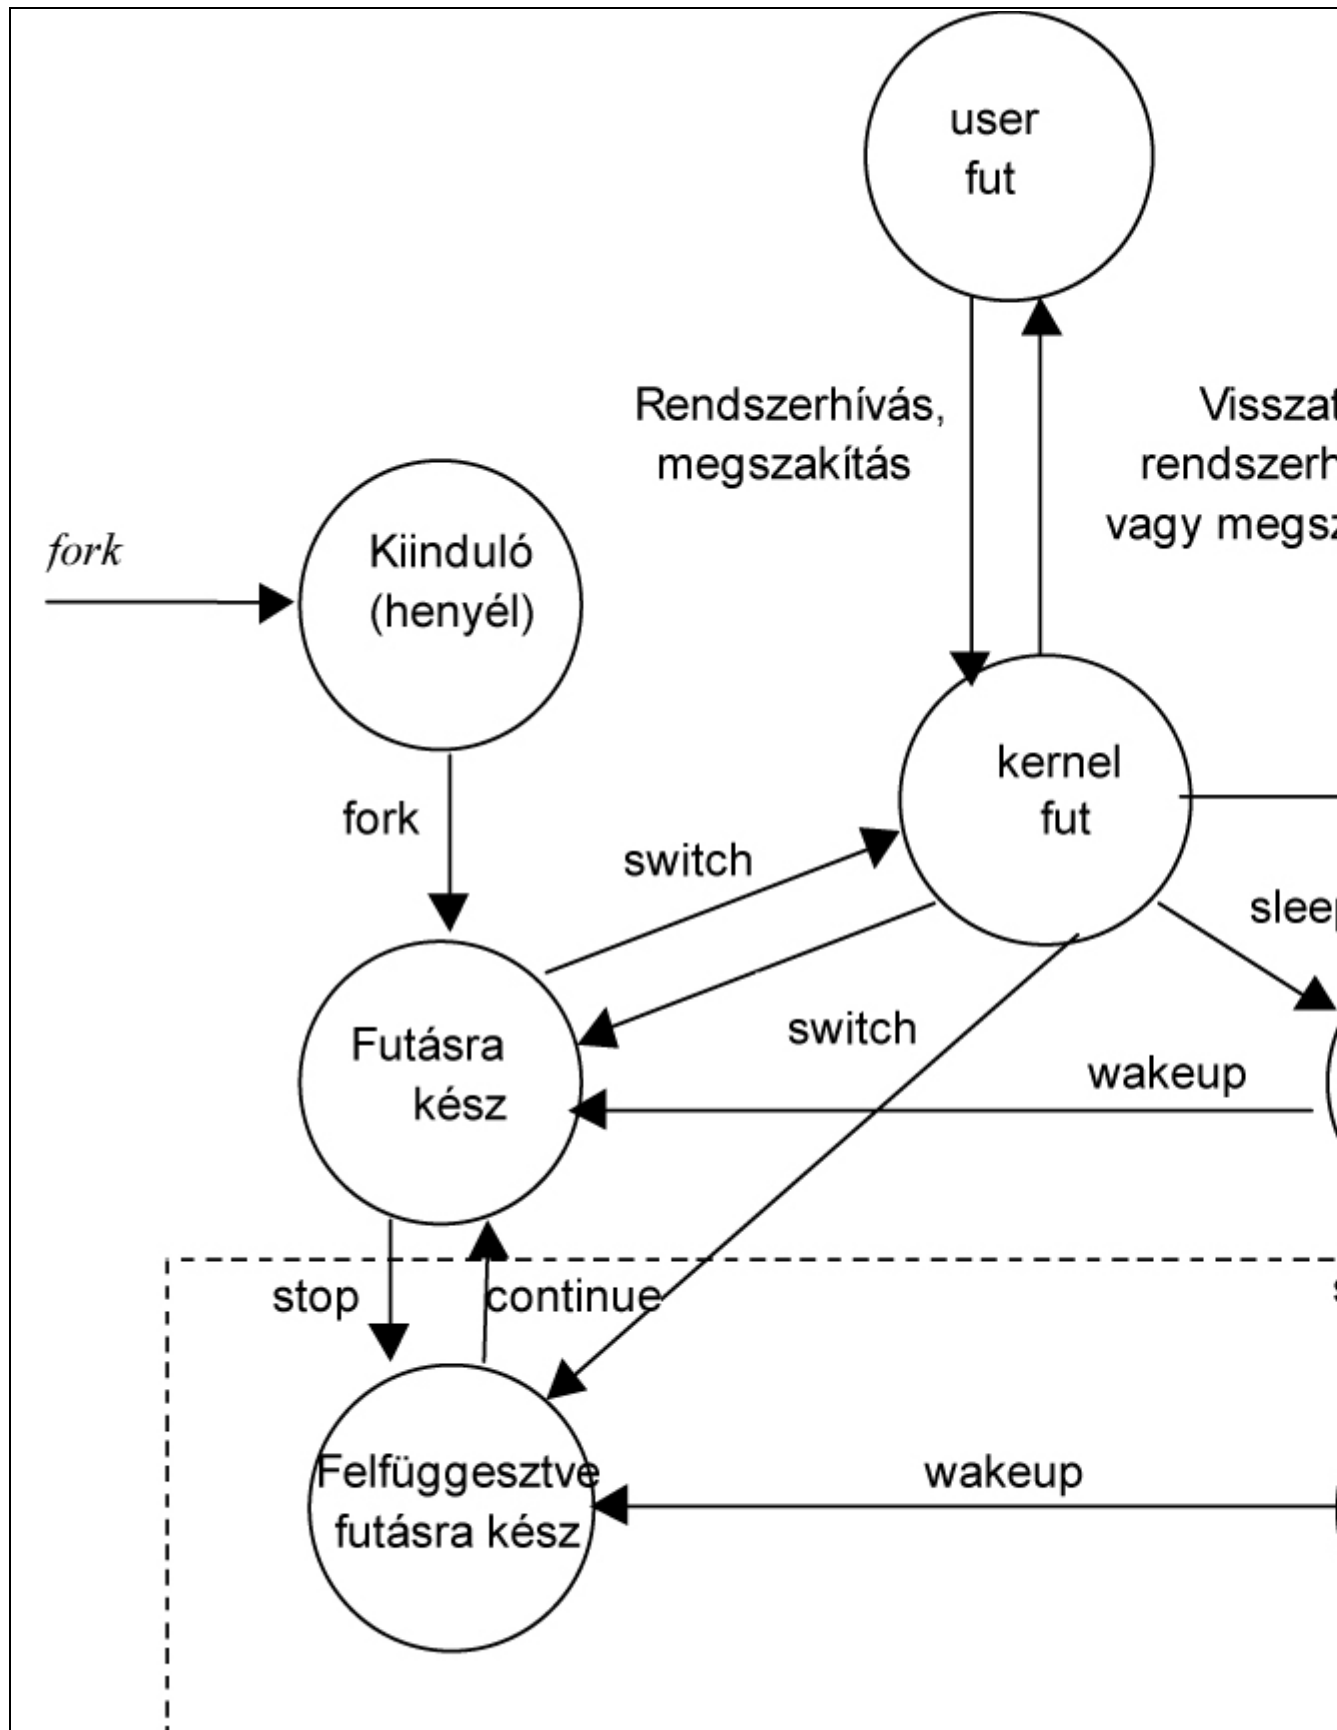 user
fut
Rendszerhívás,
megszakítás
vagy
fork
Kiinduló
(henyél)
fork
kernel
fut
switch
switch
Futásra
kész
wakeup
stop
continue
Felfüggesztve
futásra kész
wakeup